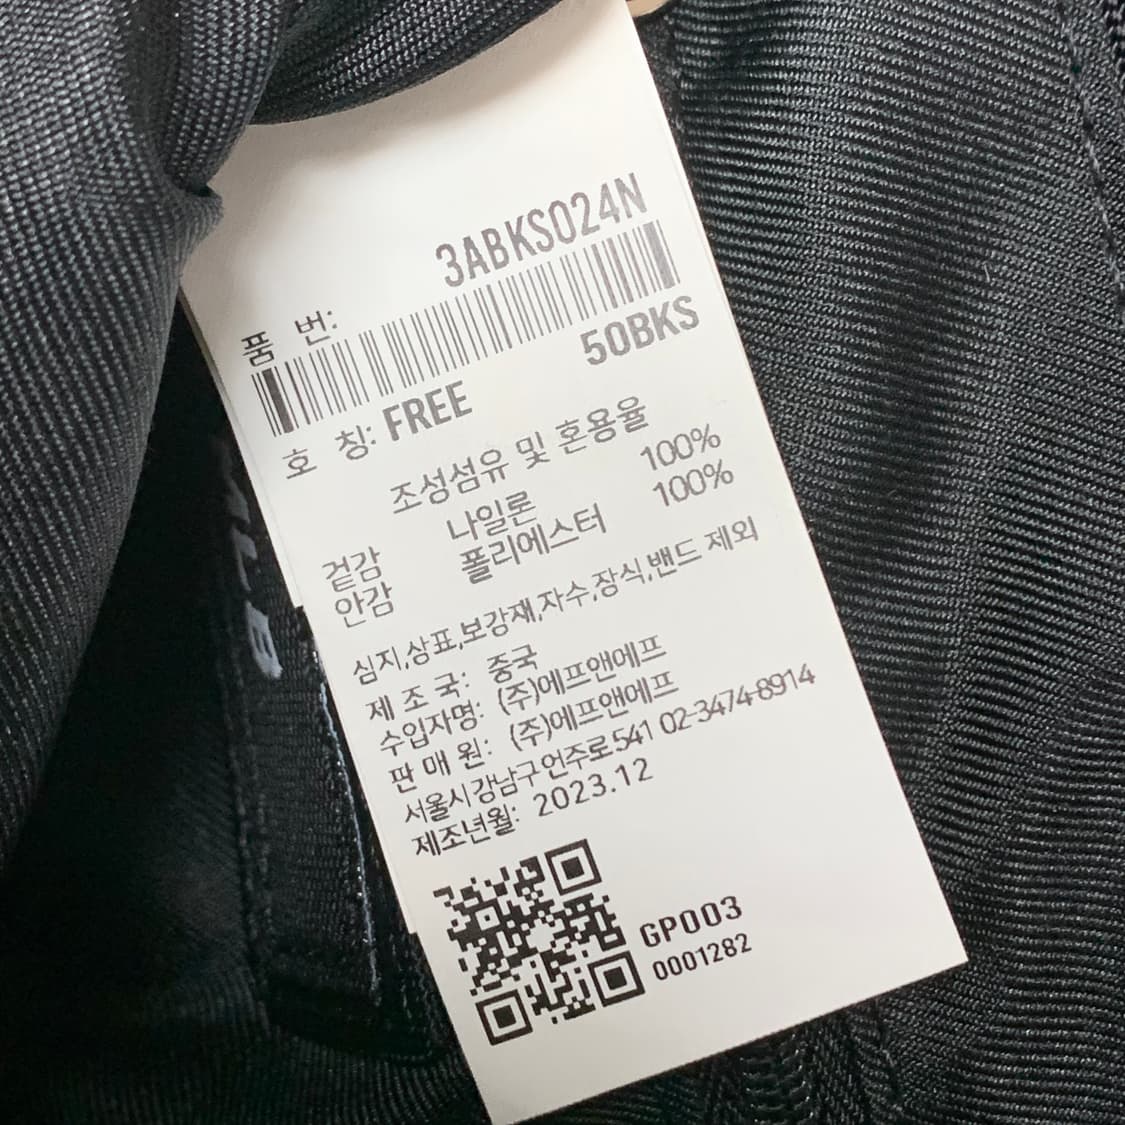 품 번: 3ABKS024N
50BKS
호 칭: FREE
조성섬유 및 혼용율
겉감 나일론 100%
안감 폴리에스터 100%
심지,상표,보강재,자수,장식,밴드 제외
제 조 국: 중국
수입자명: (주)에프앤에프
판 매 원: (주)에프앤에프
서울시 강남구 언주로 541 02-3474-8914
제조년월: 2023.12
GP003
0001282